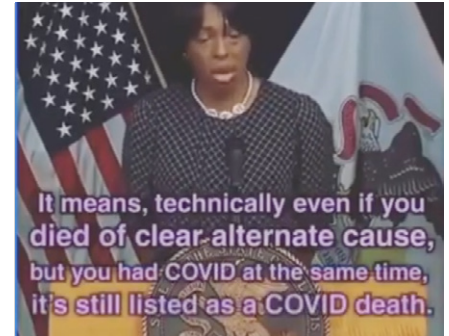 It means, technically even if you
died of clear alternate cause,
but you had COVID at the same time,
it's still listed as a COVID death.